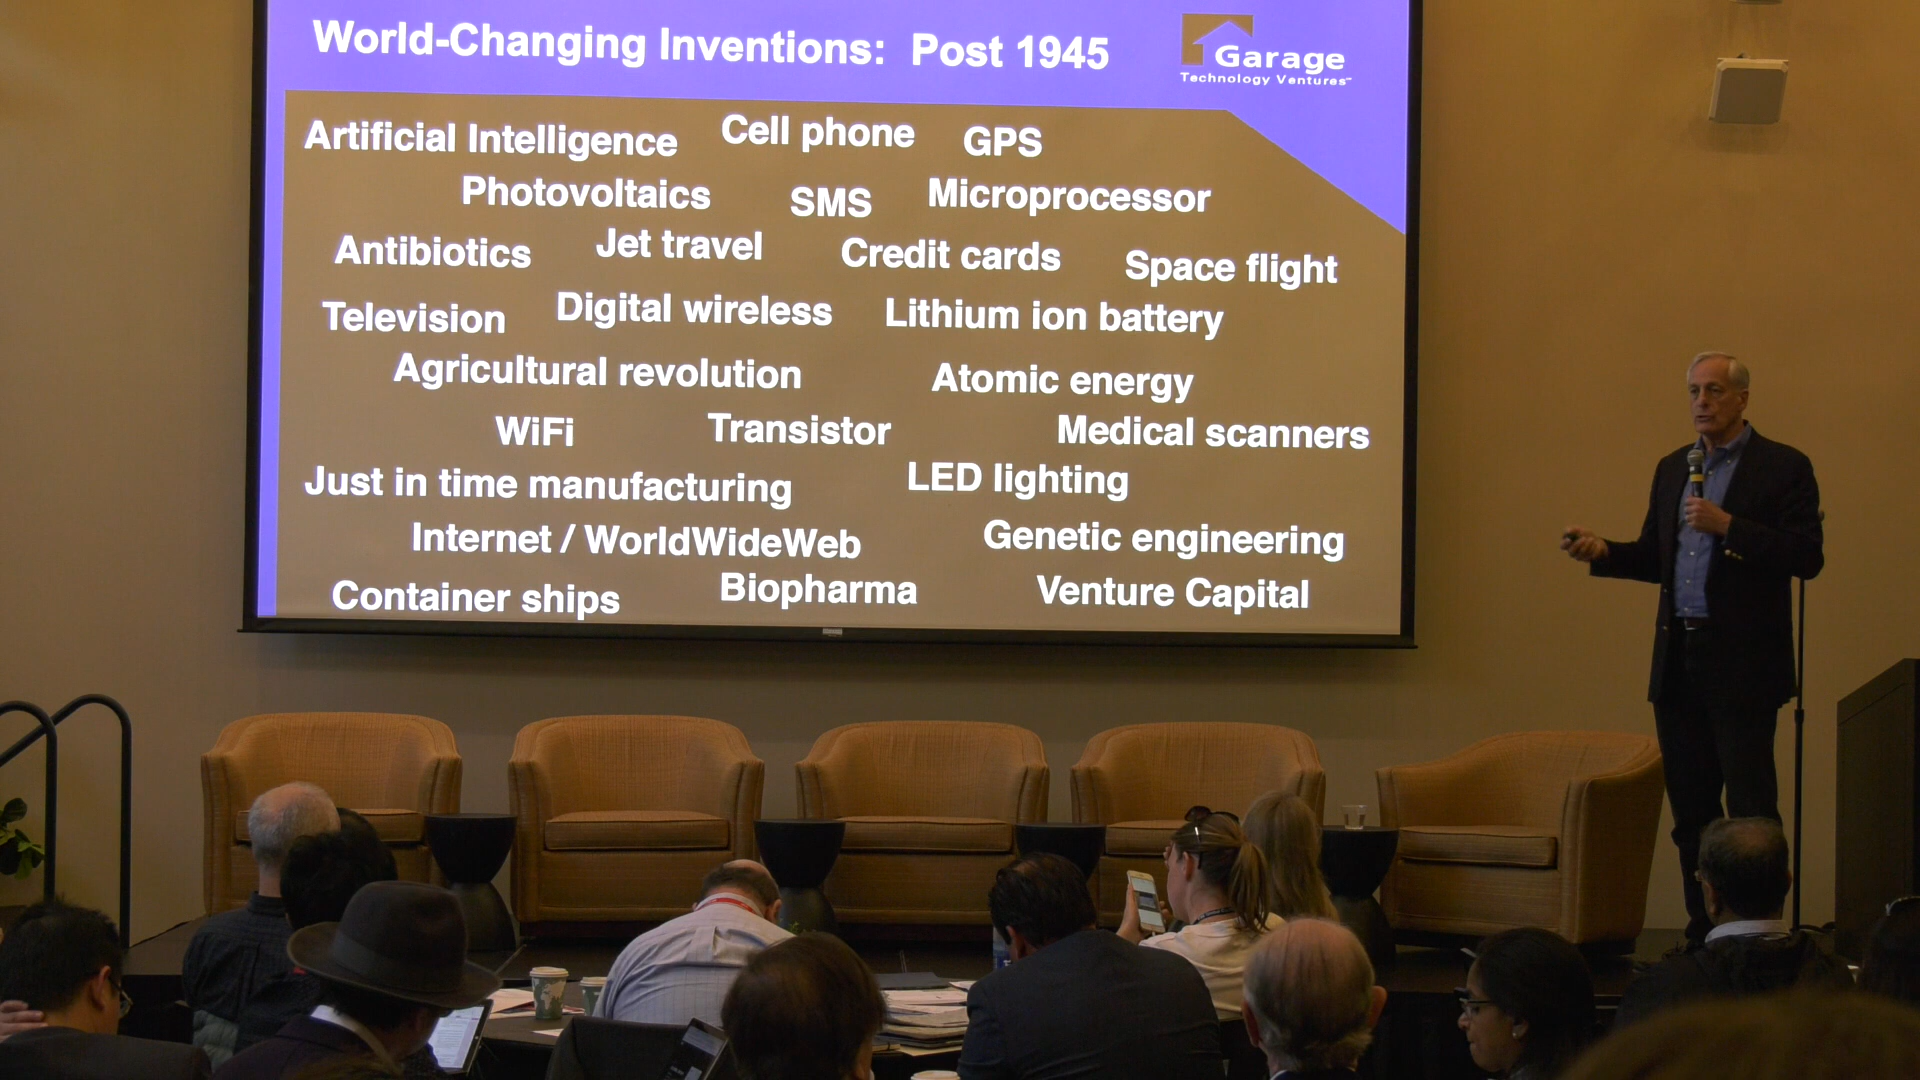 World-Changing Inventions: Post 1945
Garage
Technology Ventures
Artificial Intelligence Cell phone GPS
Photovoltaics SMS Microprocessor
Antibiotics Jet travel Credit cards Space flight
Television Digital wireless Lithium ion battery
Agricultural revolution Atomic energy
WiFi Transistor Medical scanners
Just in time manufacturing LED lighting
Internet / WorldWideWeb Genetic engineering
Container ships Biopharma Venture Capital